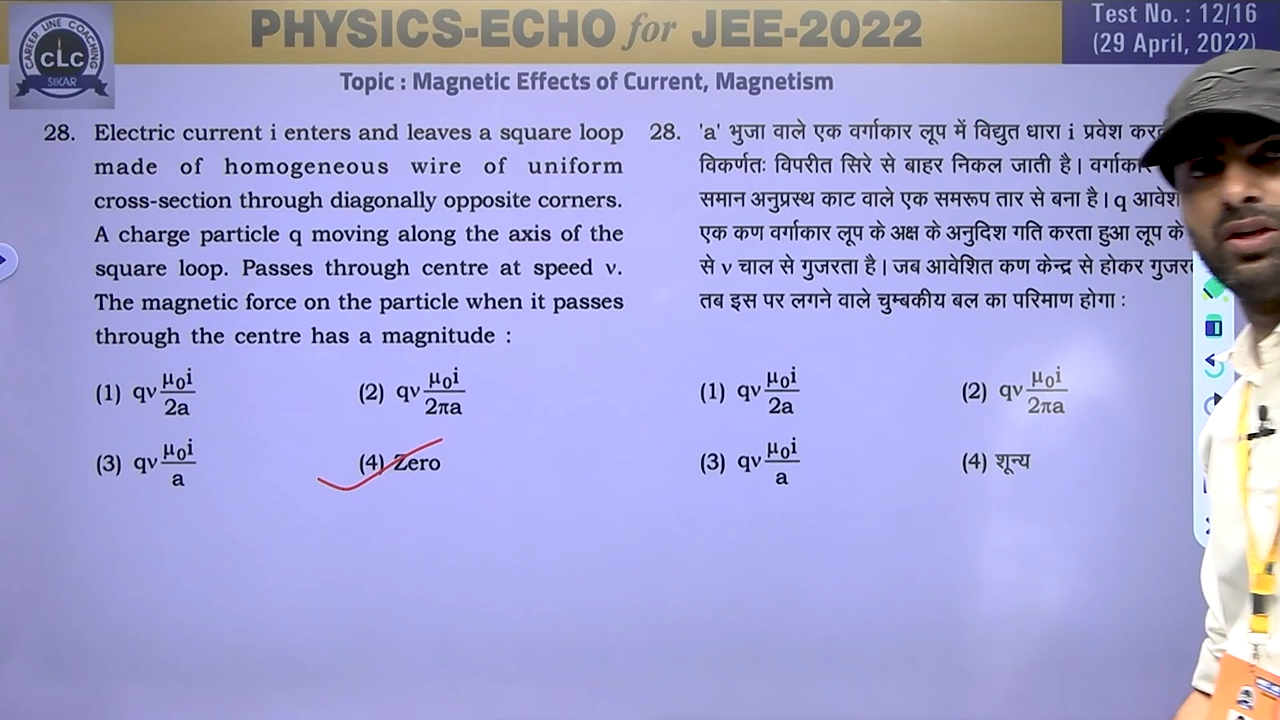 PHYSICS-ECHO for JEE-2022
Test No. : 12/16
(29 April, 2022)
CAREER LINE COACHING
CLC
SIKAR
Topic : Magnetic Effects of Current, Magnetism
28. Electric current i enters and leaves a square loop
made of homogeneous wire of uniform
cross-section through diagonally opposite corners.
A charge particle q moving along the axis of the
square loop. Passes through centre at speed v.
The magnetic force on the particle when it passes
through the centre has a magnitude :
(1) qv μ₀i/2a (2) qv μ₀i/2πa
(3) qv μ₀i/a (4) Zero
28. 'a' भुजा वाले एक वर्गाकार लूप में विद्युत धारा i प्रवेश
विकर्णतः विपरीत सिरे से बाहर निकल जाती है। वर्गाकार
समान अनुप्रस्थ काट वाले एक समरूप तार से बना है। q आवेश
एक कण वर्गाकार लूप के अक्ष के अनुदिश गति करता हुआ लूप के
से v चाल से गुजरता है। जब आवेशित कण केन्द्र से होकर
तब इस पर लगने वाले चुम्बकीय बल का परिमाण होगा :
(1) qv μ₀i/2a (2) qv μ₀i/2πa
(3) qv μ₀i/a (4) शून्य